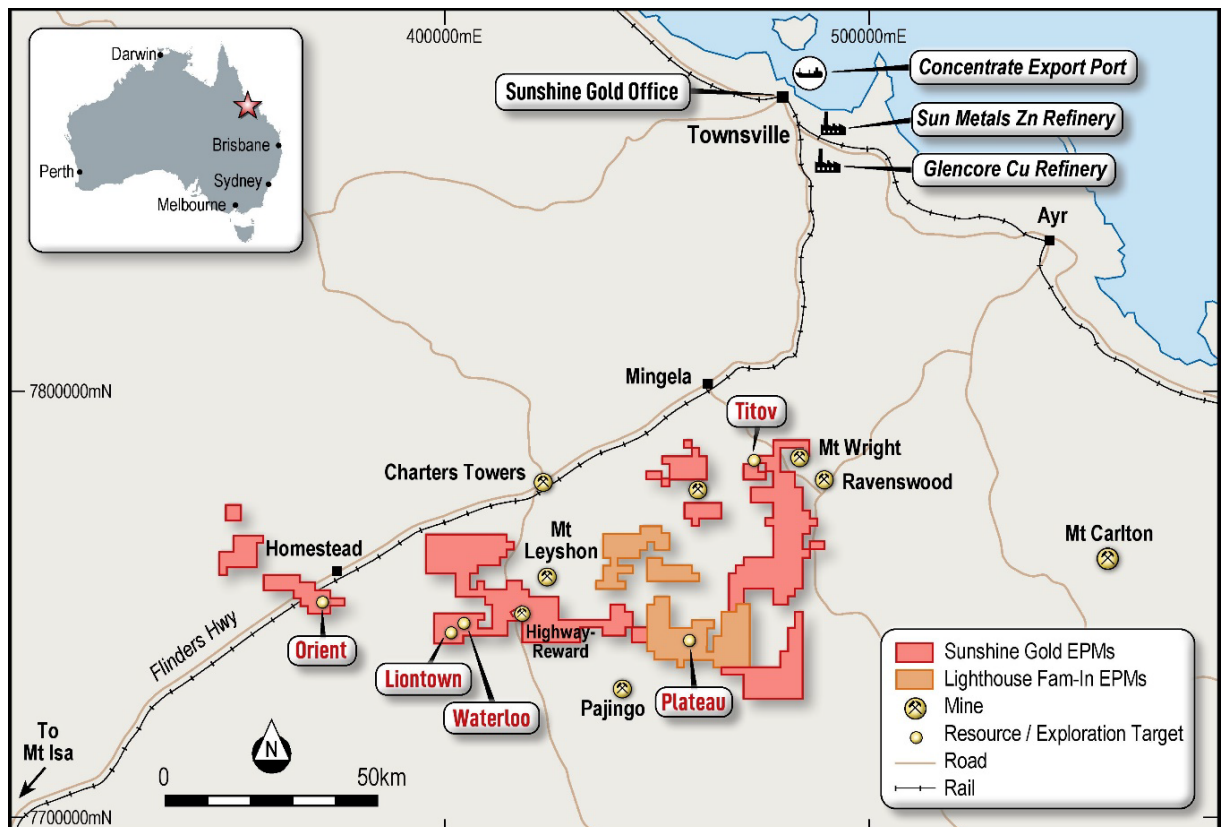 400000mE
500000mE
Darwin
Brisbane
Perth
Sydney
Melbourne
Sunshine Gold Office
Concentrate Export Port
Townsville
Sun Metals Zn Refinery
Glencore Cu Refinery
Ayr
7800000mN
Mingela
Titov
Mt Wright
Charters Towers
Ravenswood
Mt
Leyshon
Mt Carlton
Homestead
Flinders Hwy
Orient
Highway-
Reward
Liontown
Waterloo
Pajingo
Plateau
Sunshine Gold EPMs
Lighthouse Fam-In EPMs
Mine
Resource / Exploration Target
Road
Rail
To
Mt Isa
N
0
50km
7700000mN